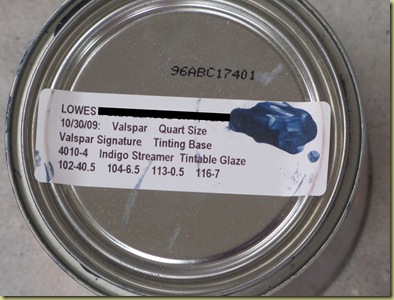 96ABC17401
LOWES
10/30/09: Valspar Quart Size
Valspar Signature Tinting Base
4010-4 Indigo Streamer Tintable Glaze
102-40.5 104-6.5 113-0.5 116-7